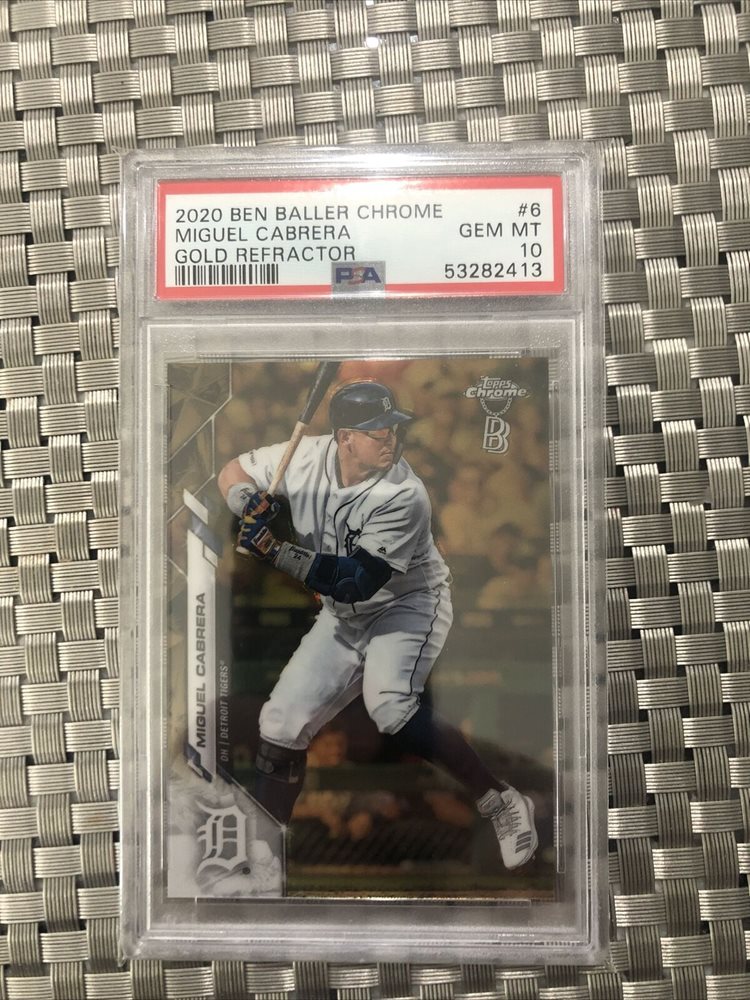 2020 BEN BALLER CHROME #6
MIGUEL CABRERA GEM MT
GOLD REFRACTOR 10
PSA 53282413
Topps
Chrome
BB
D
MIGUEL CABRERA
DH | DETROIT TIGERS®
D